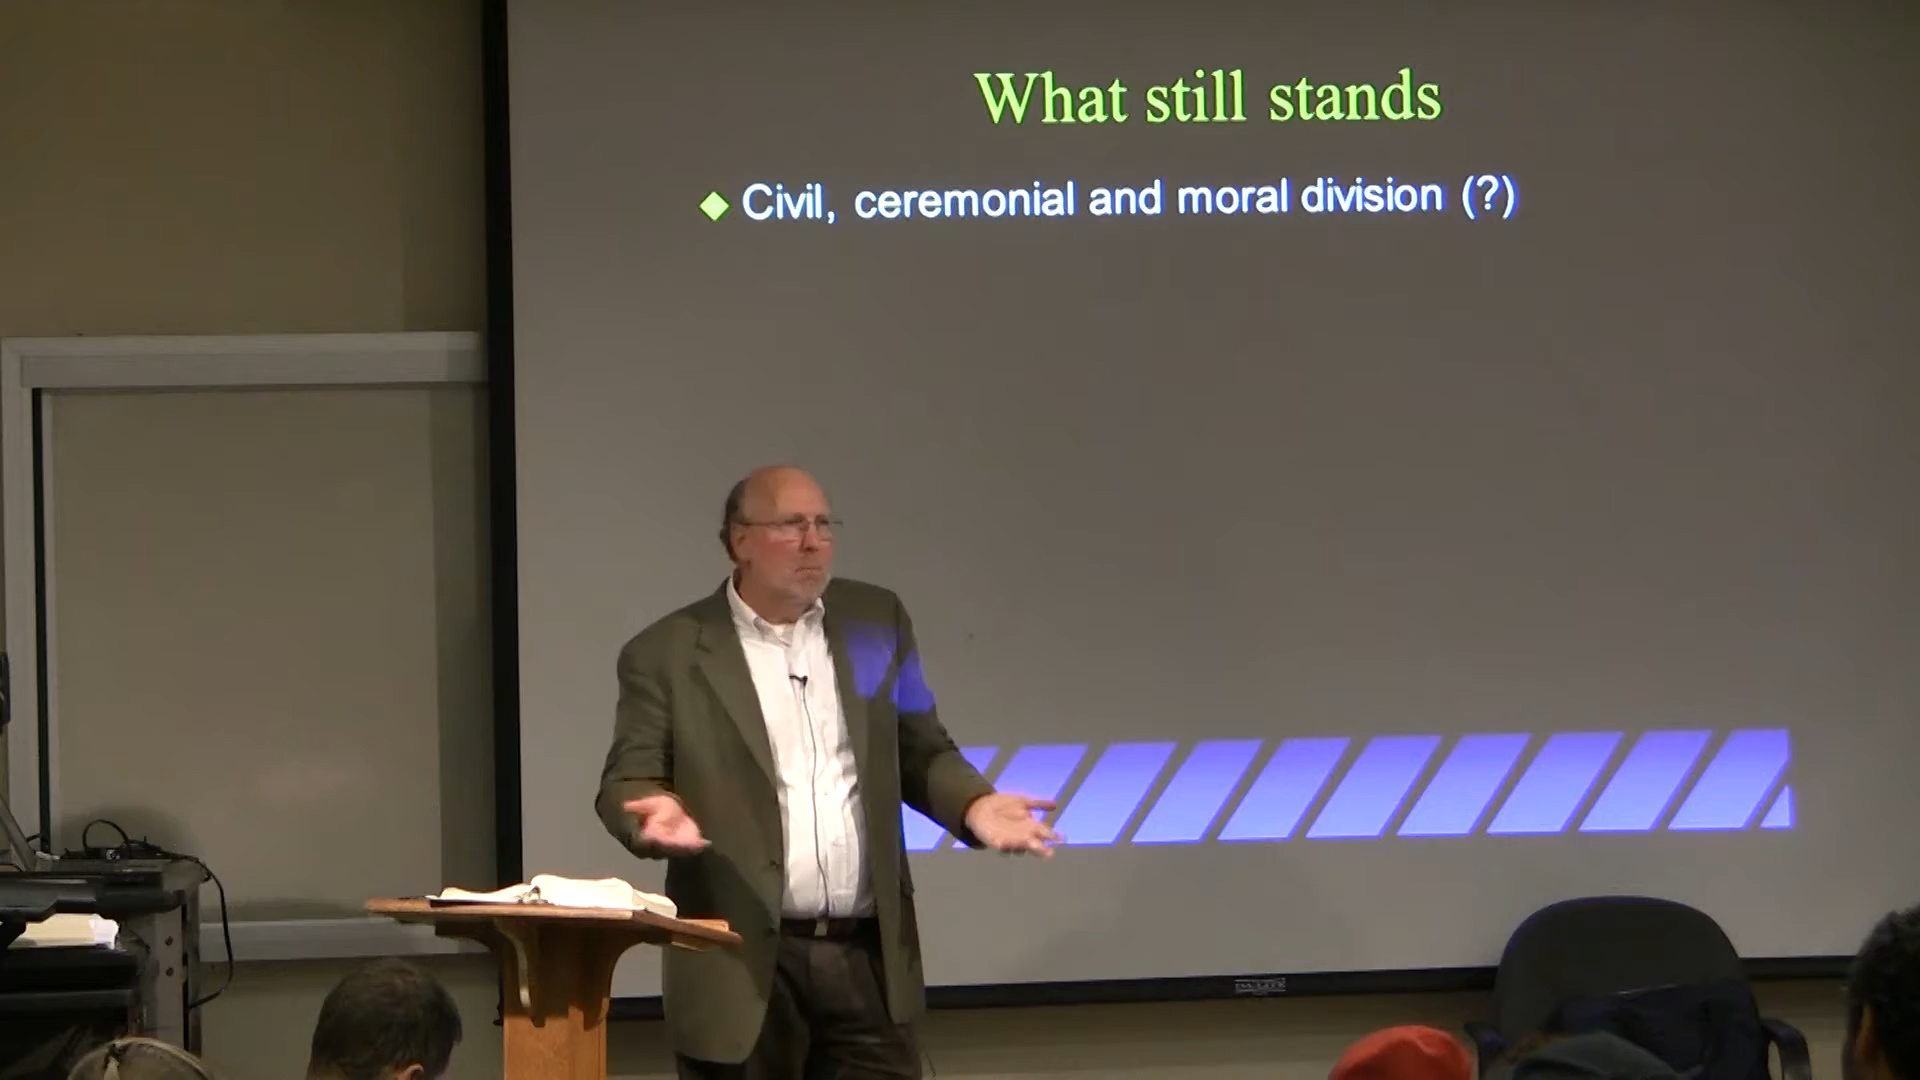 What still stands
Civil, ceremonial and moral division (?)